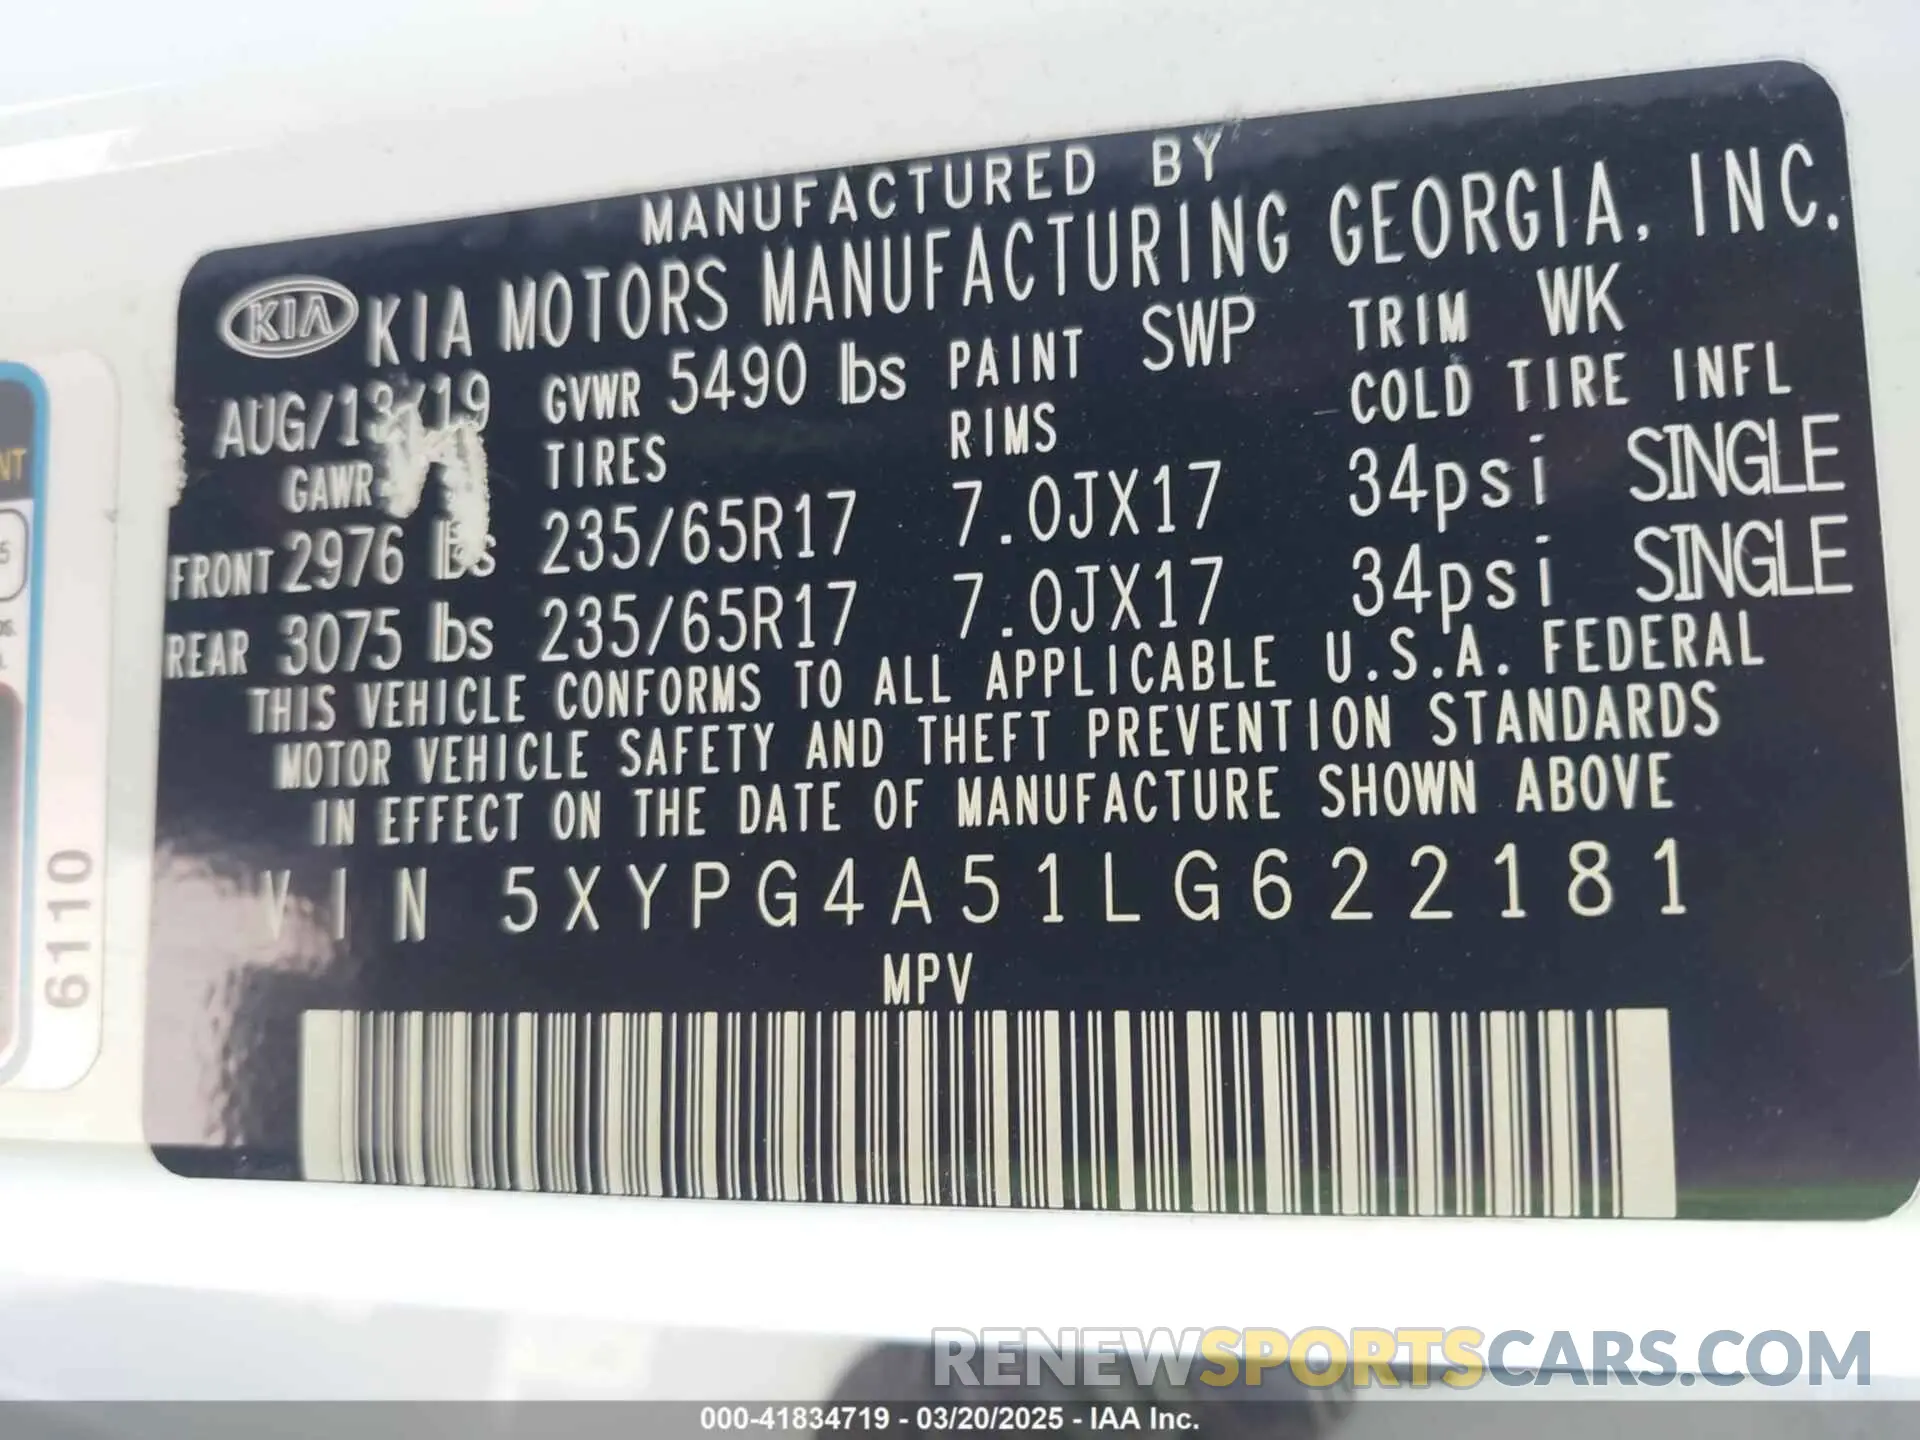 MANUFACTURED BY
KIA KIA MOTORS MANUFACTURING GEORGIA, INC.
AUG/13/19 GVWR 5490 lbs PAINT SWP TRIM WK
GAWR TIRES RIMS COLD TIRE INFL
FRONT 2976 lbs 235/65R17 7.0JX17 34psi SINGLE
REAR 3075 lbs 235/65R17 7.0JX17 34psi SINGLE
THIS VEHICLE CONFORMS TO ALL APPLICABLE U.S.A. FEDERAL
MOTOR VEHICLE SAFETY AND THEFT PREVENTION STANDARDS
IN EFFECT ON THE DATE OF MANUFACTURE SHOWN ABOVE
VIN 5XYPG4A51LG622181
MPV
6110
RENEWSPORTSCARS.COM
000-41834719 - 03/20/2025 - IAA Inc.